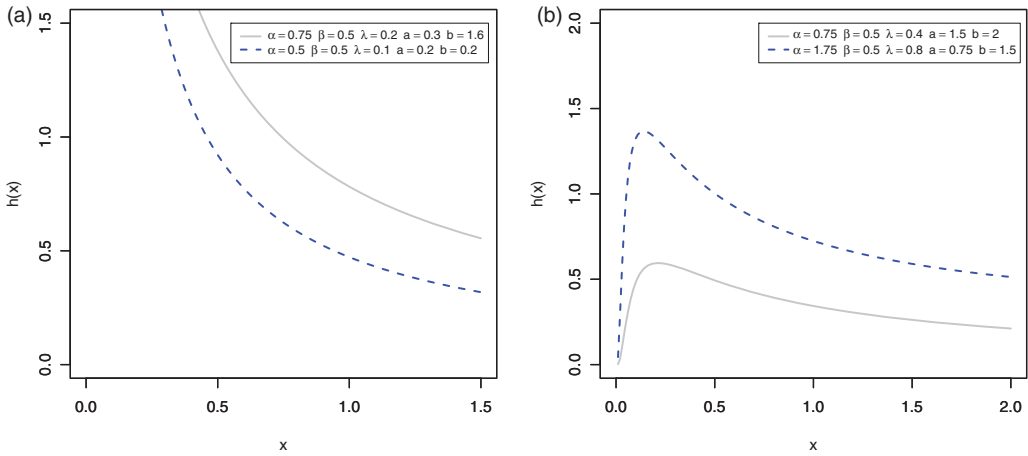 (a)
α = 0.75 β = 0.5 λ = 0.2 a = 0.3 b = 1.6
α = 0.5 β = 0.5 λ = 0.1 a = 0.2 b = 0.2
1.5
1.0
0.5
0.0
h(x)
0.0 0.5 1.0 1.5
x
(b)
α = 0.75 β = 0.5 λ = 0.4 a = 1.5 b = 2
α = 1.75 β = 0.5 λ = 0.8 a = 0.75 b = 1.5
2.0
1.5
1.0
0.5
0.0
h(x)
0.0 0.5 1.0 1.5 2.0
x